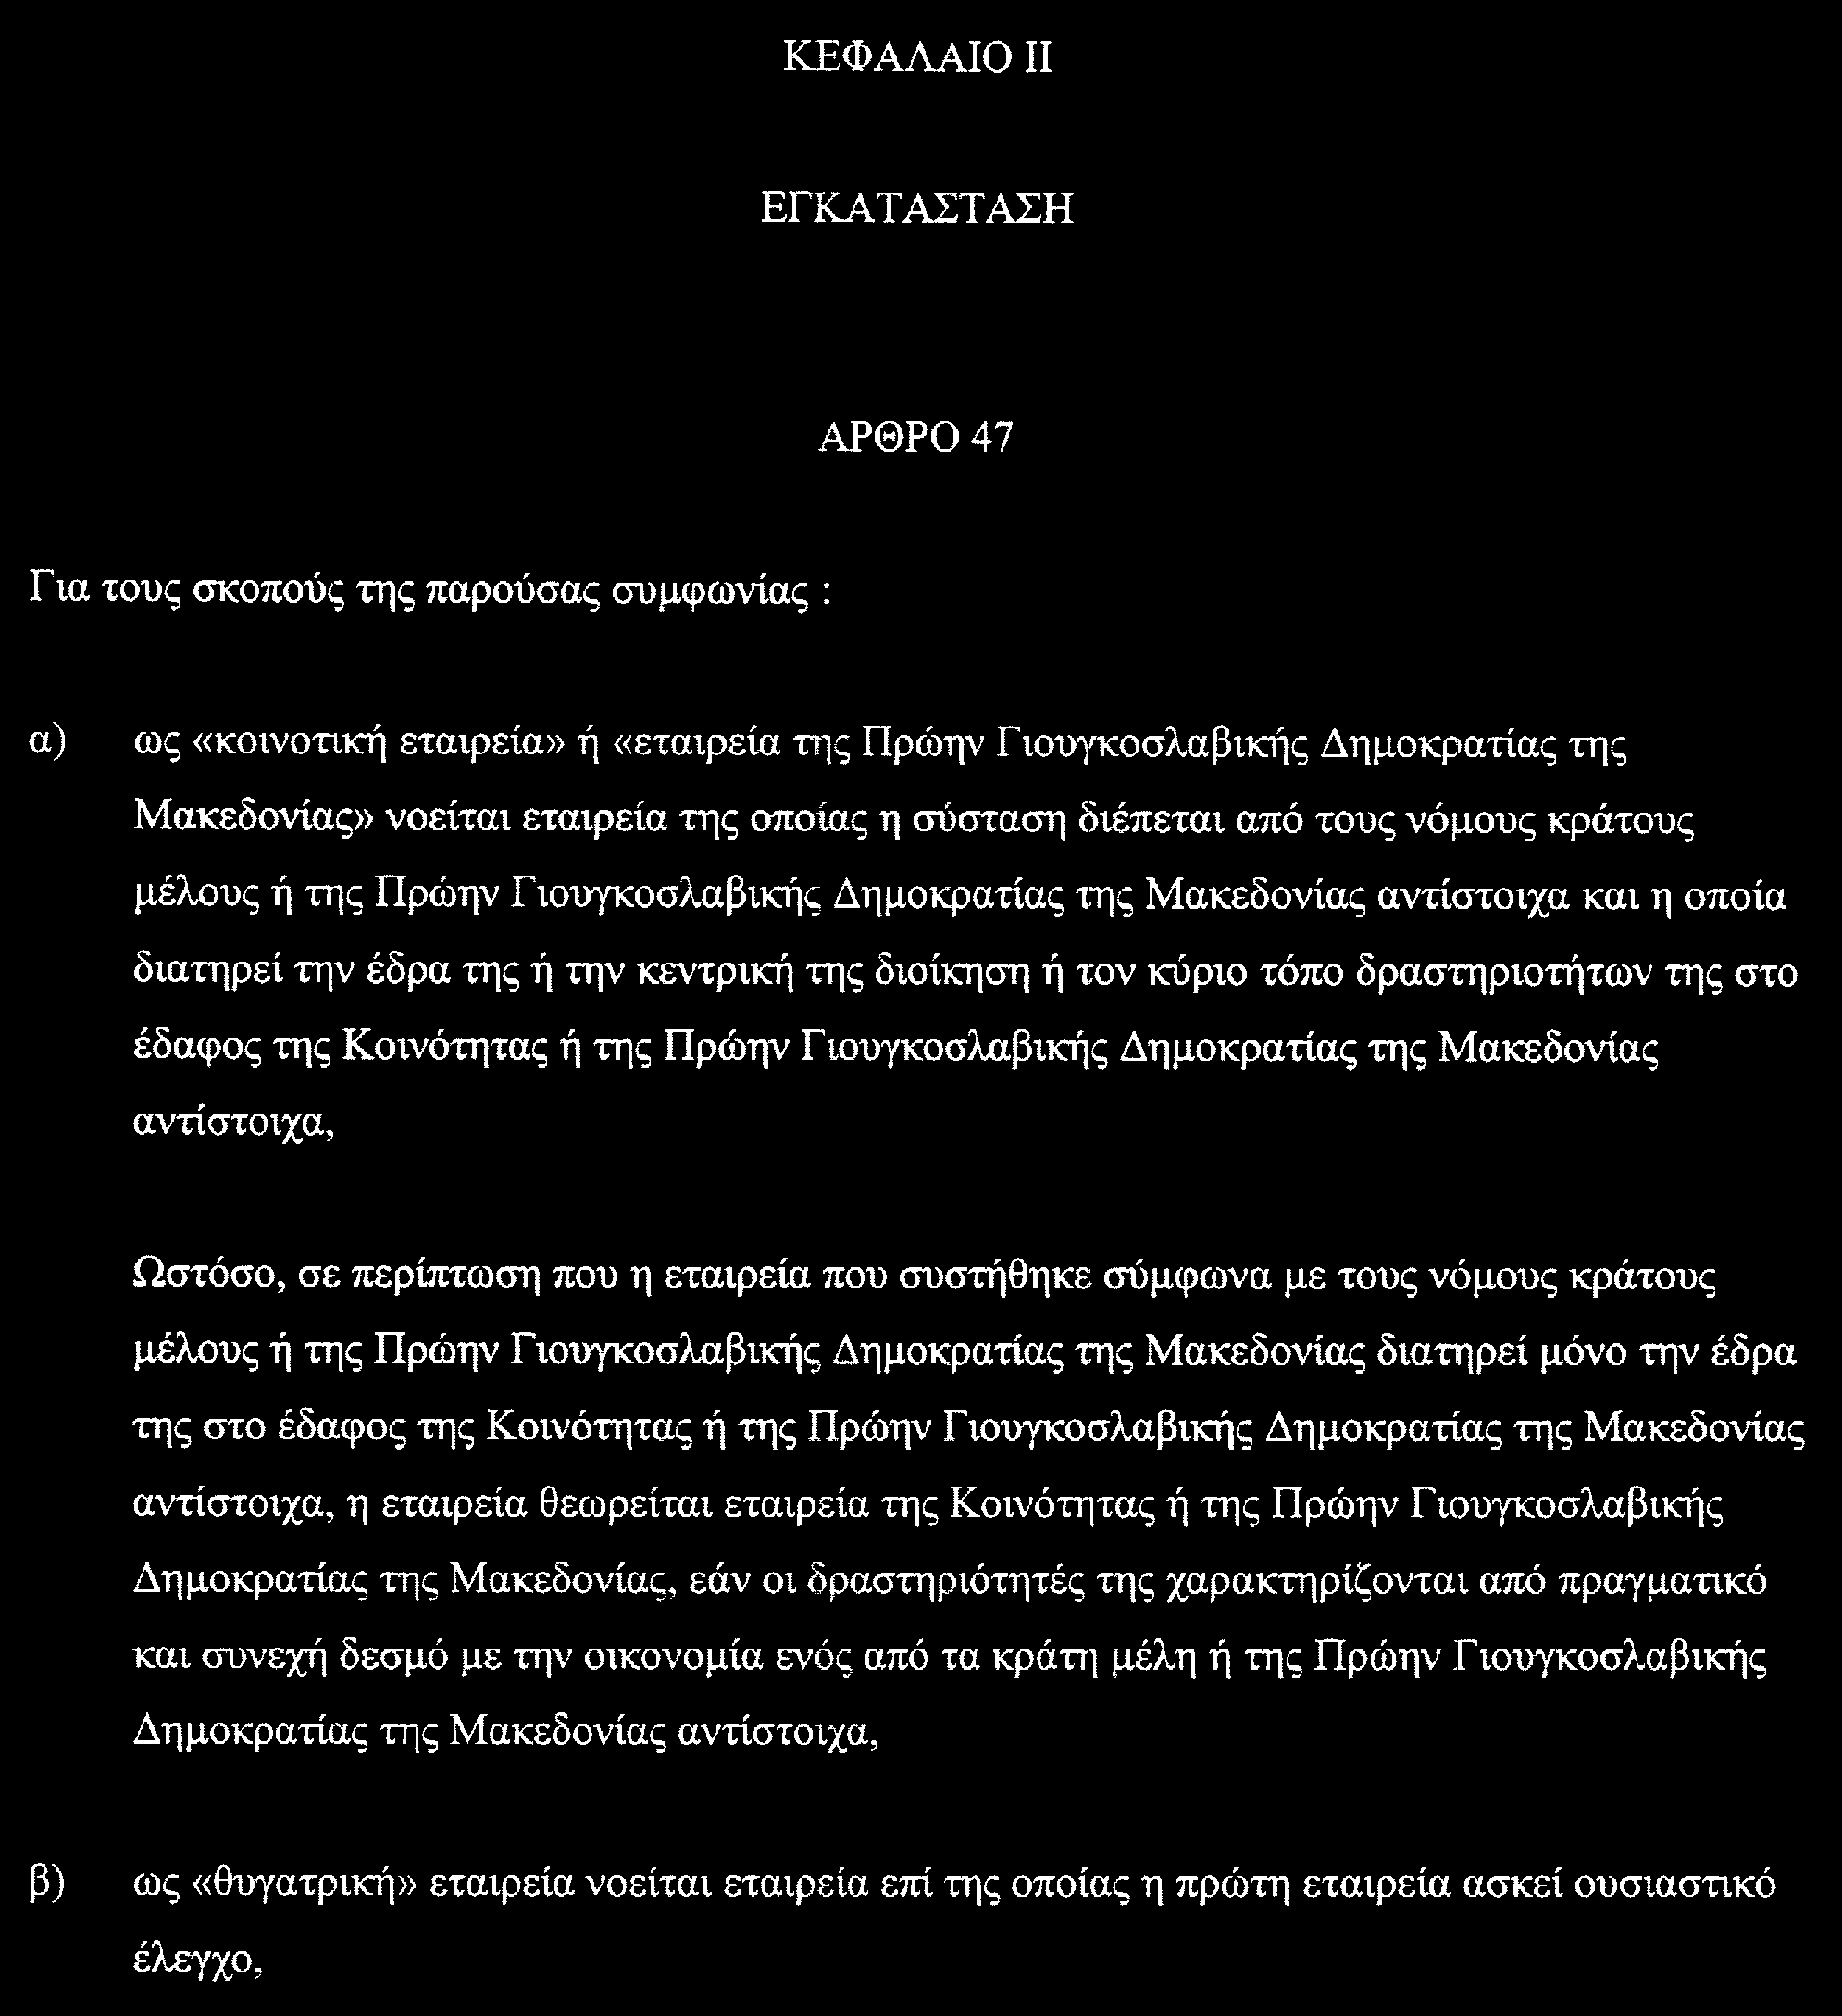 ΚΕΦΑΛΑΙΟ ΙΙ
ΕΓΚΑΤΑΣΤΑΣΗ
ΑΡΘΡΟ 47
Για τους σκοπούς της παρούσας συμφωνίας :
α) ως «κοινοτική εταιρεία» ή «εταιρεία της Πρώην Γιουγκοσλαβικής Δημοκρατίας της
Μακεδονίας» νοείται εταιρεία της οποίας η σύσταση διέπεται από τους νόμους κράτους
μέλους ή της Πρώην Γιουγκοσλαβικής Δημοκρατίας της Μακεδονίας αντίστοιχα και η οποία
διατηρεί την έδρα της ή την κεντρική της διοίκηση ή τον κύριο τόπο δραστηριοτήτων της στο
έδαφος της Κοινότητας ή της Πρώην Γιουγκοσλαβικής Δημοκρατίας της Μακεδονίας
αντίστοιχα,
Ωστόσο, σε περίπτωση που η εταιρεία που συστήθηκε σύμφωνα με τους νόμους κράτους
μέλους ή της Πρώην Γιουγκοσλαβικής Δημοκρατίας της Μακεδονίας διατηρεί μόνο την έδρα
της στο έδαφος της Κοινότητας ή της Πρώην Γιουγκοσλαβικής Δημοκρατίας της Μακεδονίας
αντίστοιχα, η εταιρεία θεωρείται εταιρεία της Κοινότητας ή της Πρώην Γιουγκοσλαβικής
Δημοκρατίας της Μακεδονίας, εάν οι δραστηριότητές της χαρακτηρίζονται από πραγματικό
και συνεχή δεσμό με την οικονομία ενός από τα κράτη μέλη ή της Πρώην Γιουγκοσλαβικής
Δημοκρατίας της Μακεδονίας αντίστοιχα,
β) ως «θυγατρική» εταιρεία νοείται εταιρεία επί της οποίας η πρώτη εταιρεία ασκεί ουσιαστικό
έλεγχο,